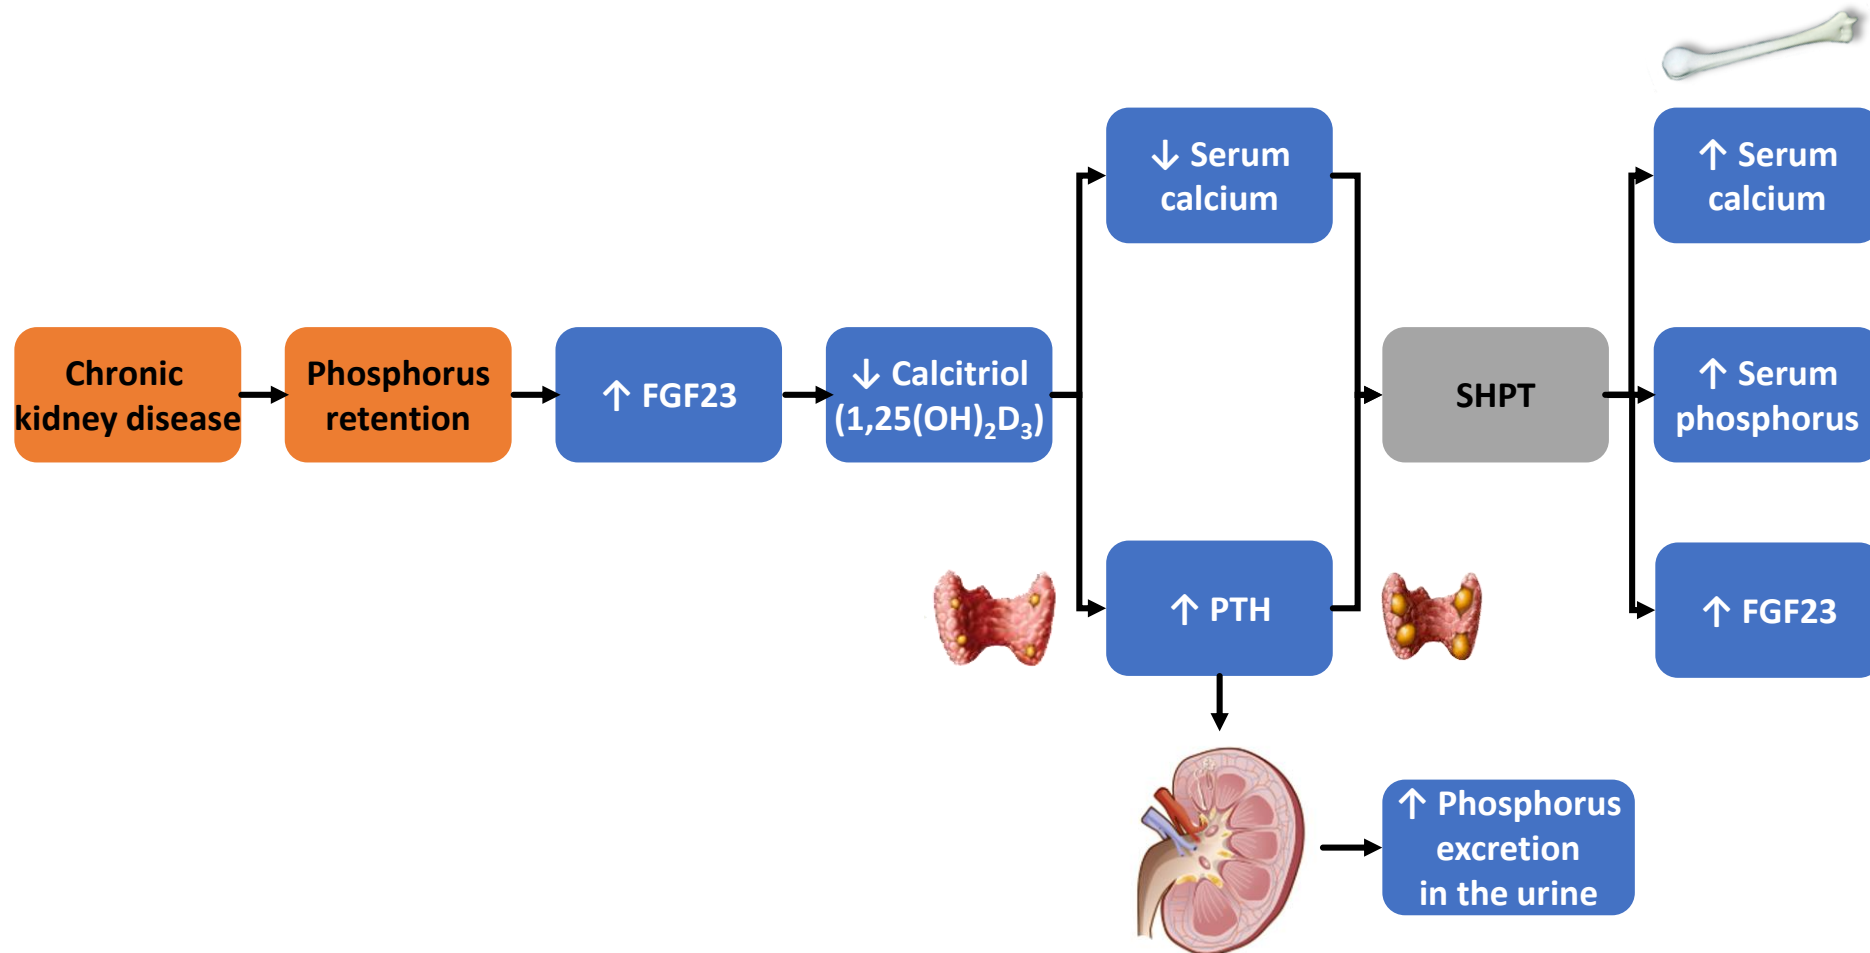 Chronic
kidney disease
Phosphorus
retention
↑ FGF23
↓ Calcitriol
(1,25(OH)₂D₃)
↓ Serum
calcium
↑ PTH
SHPT
↑ Serum
calcium
↑ Serum
phosphorus
↑ FGF23
↑ Phosphorus
excretion
in the urine